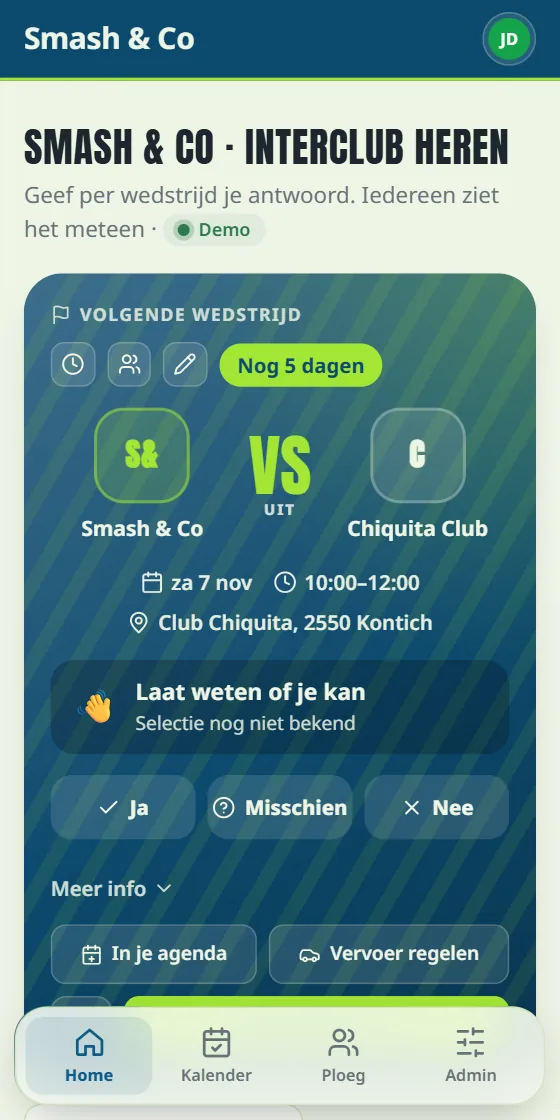 Smash & Co
JD
SMASH & CO · INTERCLUB HEREN
Geef per wedstrijd je antwoord. Iedereen ziet
het meteen · Demo
VOLGENDE WEDSTRIJD
Nog 5 dagen
S&
VS
C
UIT
Smash & Co
Chiquita Club
za 7 nov
10:00–12:00
Club Chiquita, 2550 Kontich
Laat weten of je kan
Selectie nog niet bekend
Ja
Misschien
Nee
Meer info
In je agenda
Vervoer regelen
Home
Kalender
Ploeg
Admin